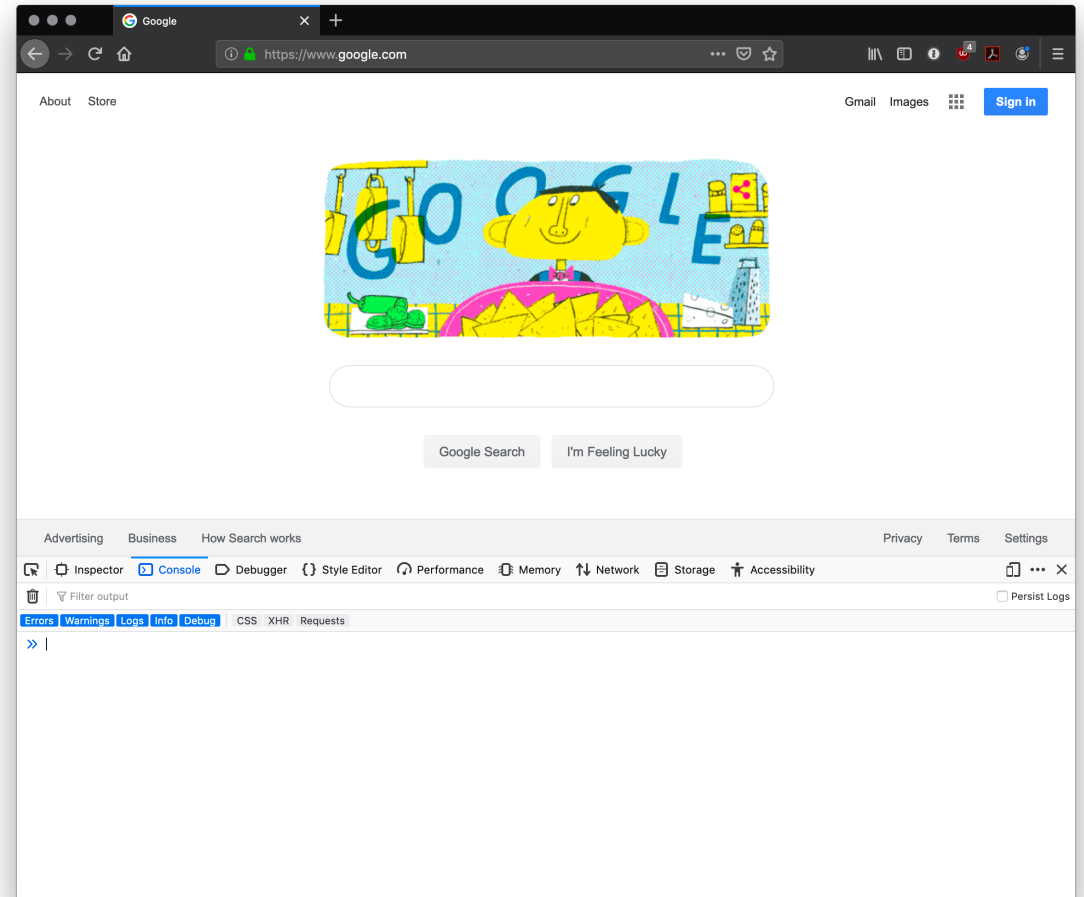 Google
https://www.google.com
4
About Store Gmail Images Sign in
GOOGLE
Google Search I'm Feeling Lucky
Advertising Business How Search works Privacy Terms Settings
Inspector Console Debugger {} Style Editor Performance Memory Network Storage Accessibility
Filter output Persist Logs
Errors Warnings Logs Info Debug CSS XHR Requests